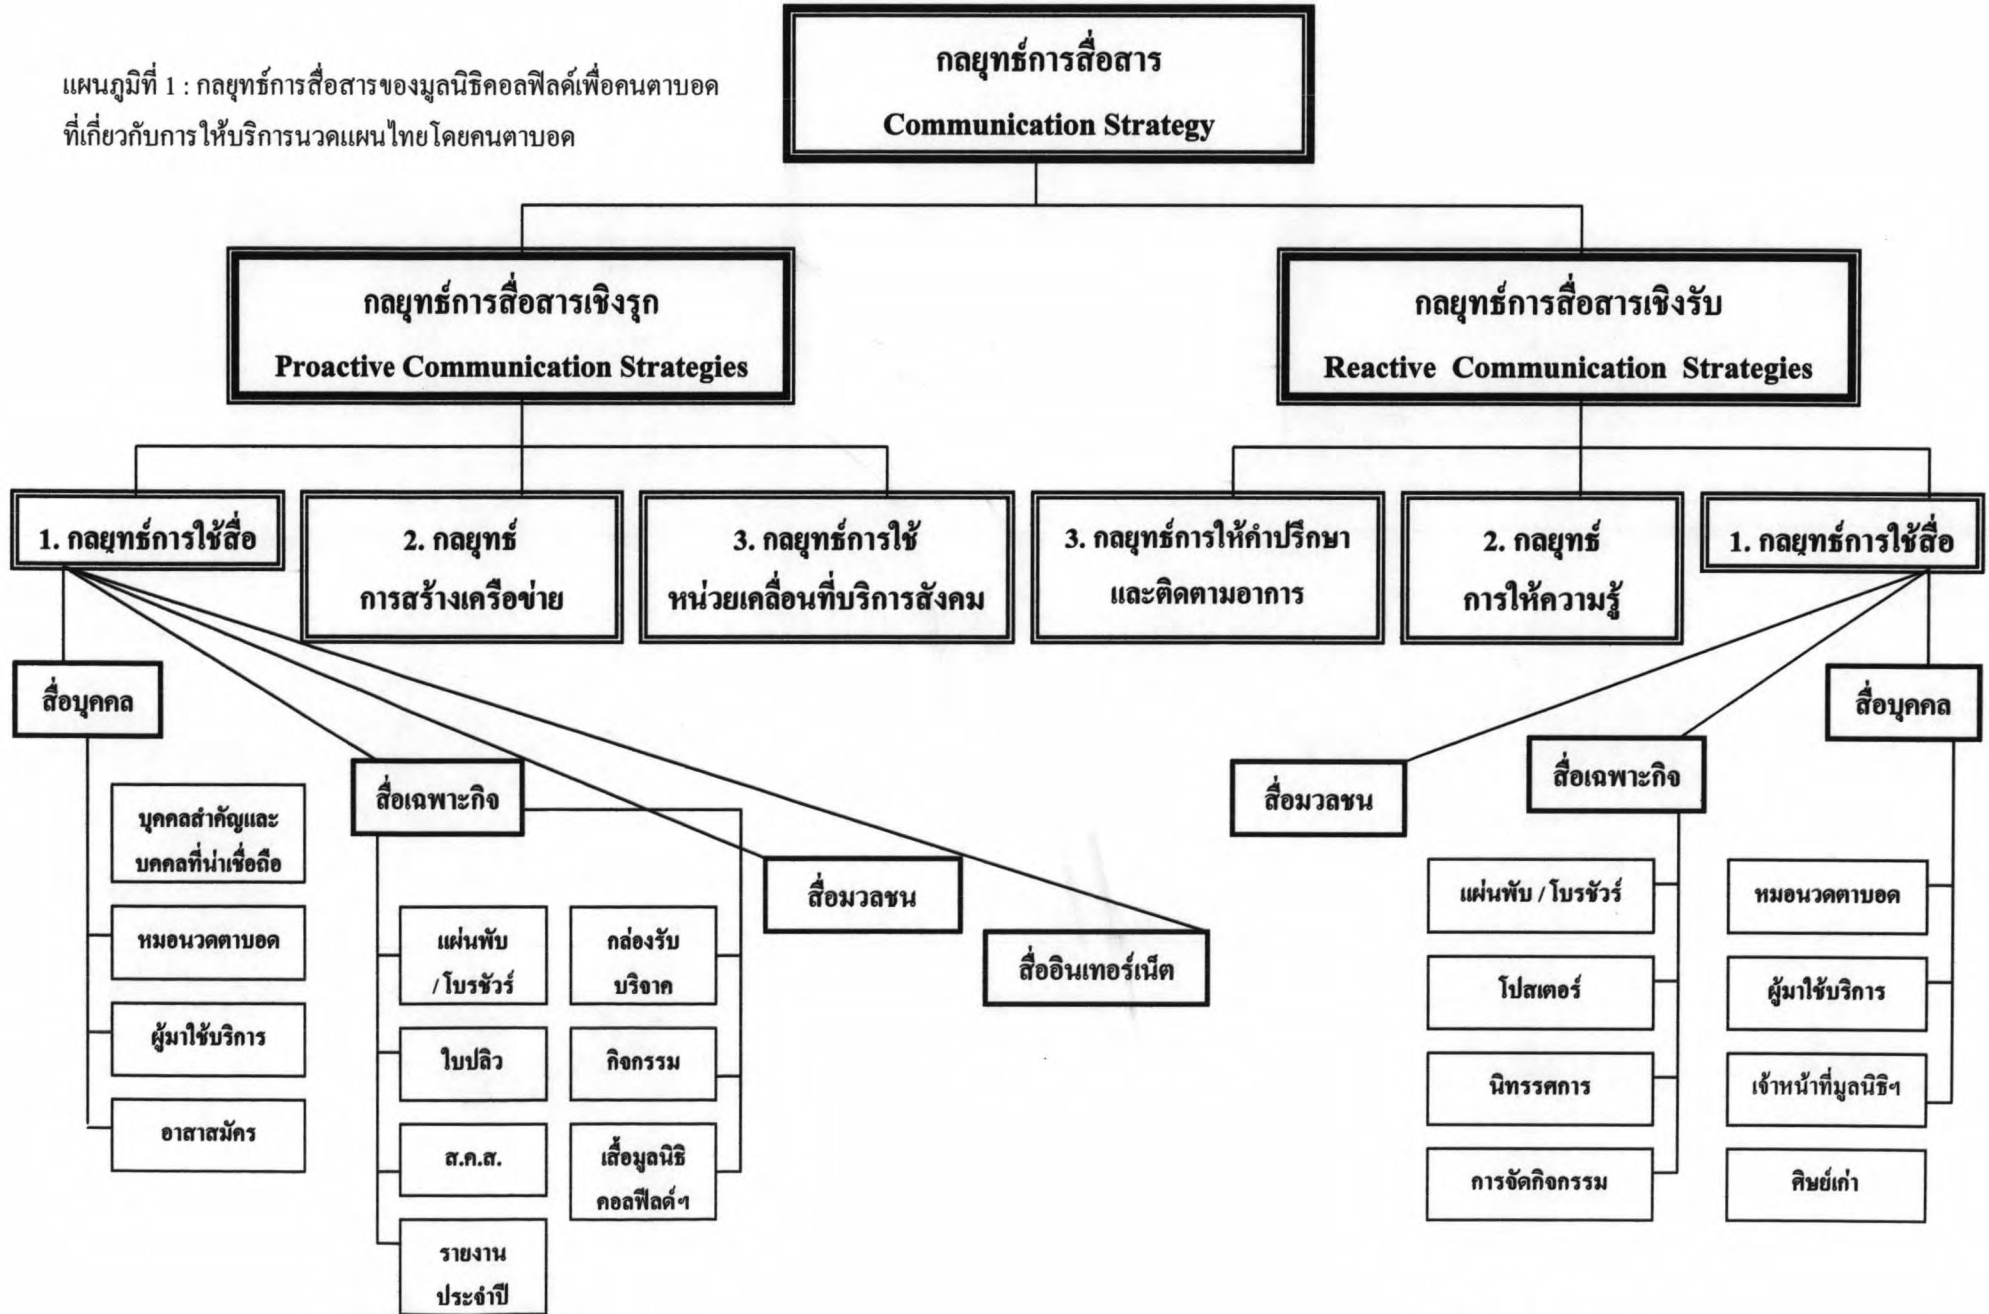 แผนภูมิที่ 1 : กลยุทธ์การสื่อสารของมูลนิธิคอลฟิลด์เพื่อคนตาบอด
ที่เกี่ยวกับการให้บริการนวดแผนไทยโดยคนตาบอด
กลยุทธ์การสื่อสาร
Communication Strategy
กลยุทธ์การสื่อสารเชิงรุก
Proactive Communication Strategies
กลยุทธ์การสื่อสารเชิงรับ
Reactive Communication Strategies
1. กลยุทธ์การใช้สื่อ
2. กลยุทธ์
การสร้างเครือข่าย
3. กลยุทธ์การใช้
หน่วยเคลื่อนที่บริการสังคม
3. กลยุทธ์การให้คำปรึกษา
และติดตามอาการ
2. กลยุทธ์
การให้ความรู้
1. กลยุทธ์การใช้สื่อ
สื่อบุคคล
บุคคลสำคัญและ
บคคลที่น่าเชื่อถือ
หมอนวดตาบอด
ผู้มาใช้บริการ
อาสาสมัคร
สื่อเฉพาะกิจ
แผ่นพับ
/ โบรชัวร์
ใบปลิว
ส.ค.ส.
รายงาน
ประจำปี
กล่องรับ
บริจาค
กิจกรรม
เสื้อมูลนิธิ
คอลฟีลด์ฯ
สื่อมวลชน
สื่ออินเทอร์เน็ต
สื่อมวลชน
สื่อเฉพาะกิจ
แผ่นพับ / โบรชัวร์
โปสเตอร์
นิทรรศการ
การจัดกิจกรรม
สื่อบุคคล
หมอนวดตาบอด
ผู้มาใช้บริการ
เจ้าหน้าที่มูลนิธิฯ
ศิษย์เก่า